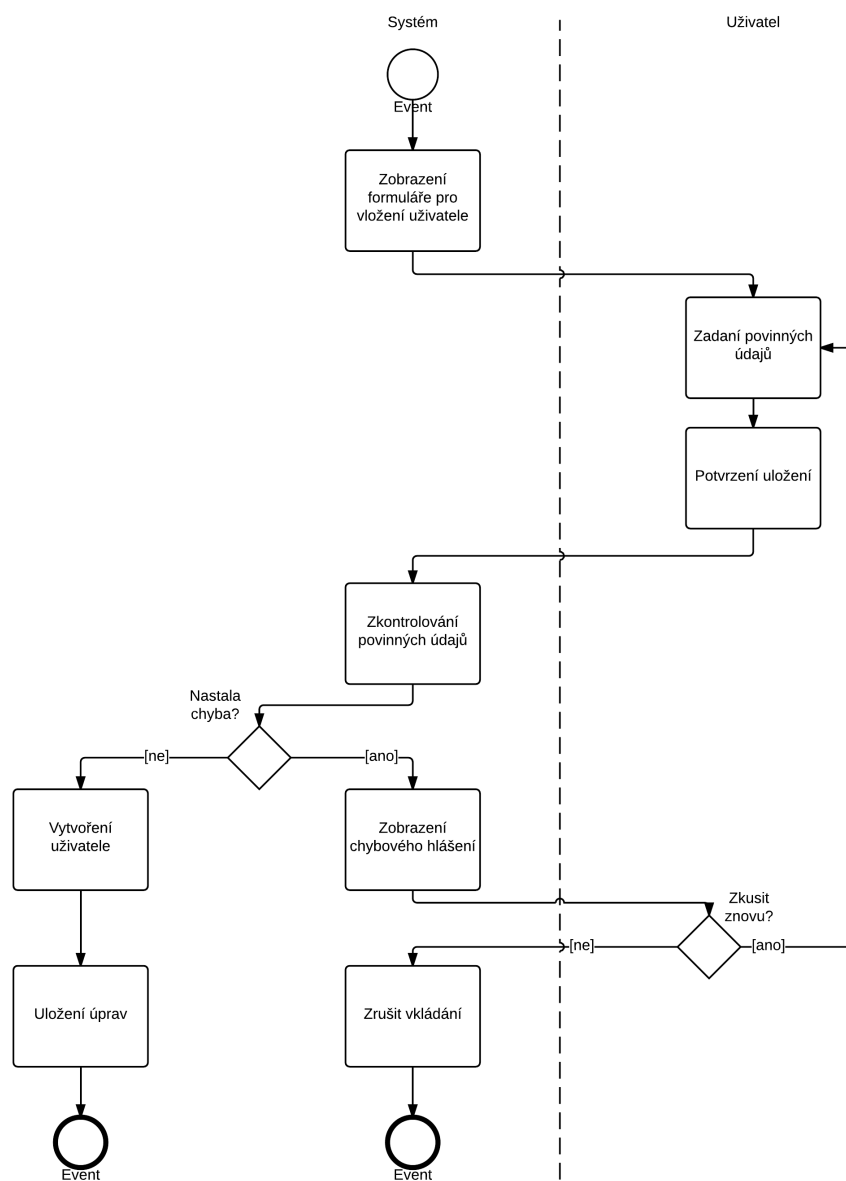 Systém
Uživatel
Event
Zobrazení
formuláře pro
vložení uživatele
Zadaní povinných
údajů
Potvrzení uložení
Zkontrolování
povinných údajů
Nastala
chyba?
[ne]
[ano]
Vytvoření
uživatele
Zobrazení
chybového hlášení
Zkusit
znovu?
[ne]
[ano]
Uložení úprav
Zrušit vkládání
Event
Event